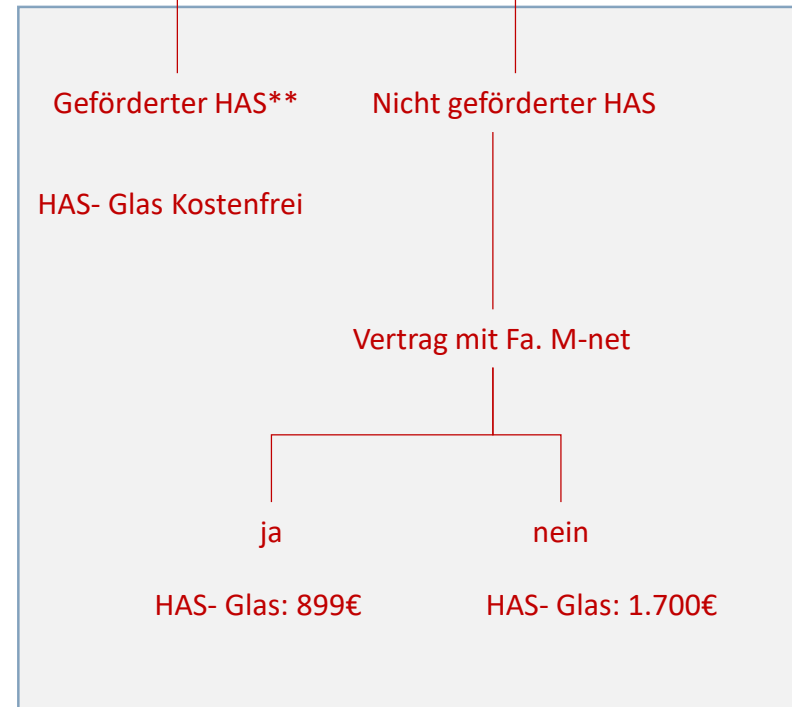 Geförderter HAS**
Nicht geförderter HAS
HAS- Glas Kostenfrei
Vertrag mit Fa. M-net
ja
nein
HAS- Glas: 899€
HAS- Glas: 1.700€